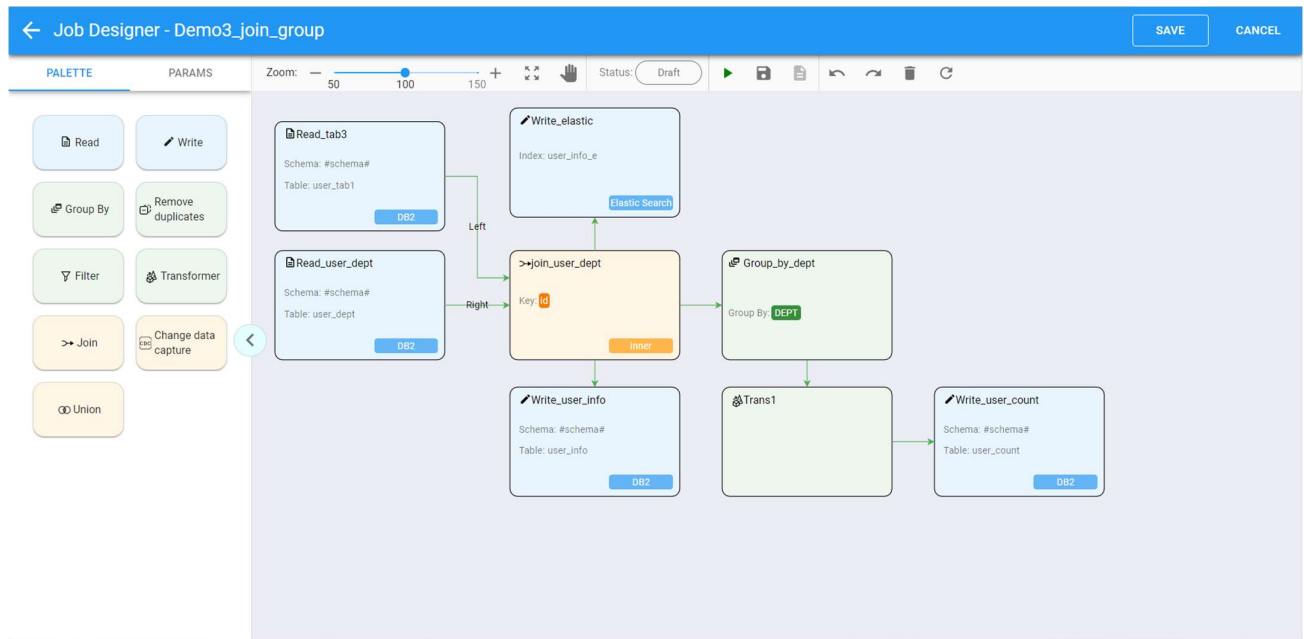 Job Designer - Demo3_join_group
SAVE
CANCEL
PALETTE
PARAMS
Zoom:
50
100
150
Status:
Draft
Read
Write
Group By
Remove
duplicates
Filter
Transformer
Join
CDC
Change data
capture
Union
Read_tab3
Schema: #schema#
Table: user_tab1
DB2
Left
Write_elastic
Index: user_info_e
Elastic Search
Read_user_dept
Schema: #schema#
Table: user_dept
DB2
Right
join_user_dept
Key: id
Inner
Group_by_dept
Group By: DEPT
Write_user_info
Schema: #schema#
Table: user_info
DB2
Trans1
Write_user_count
Schema: #schema#
Table: user_count
DB2